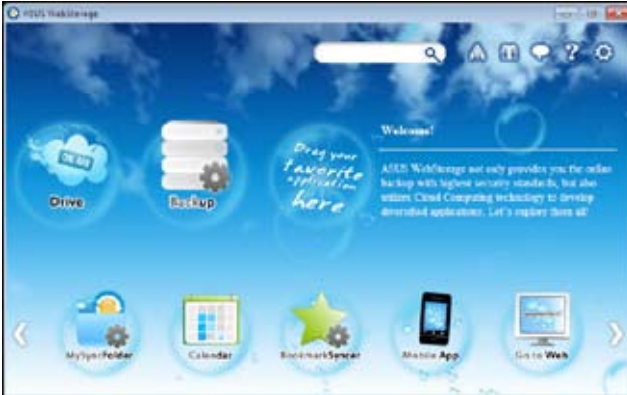 ASUS WebStorage
Drive
Backup
Drag your
favorite
application
here
Welcome!
ASUS WebStorage not only provides you the online
backup with highest security standards, but also
utilizes Cloud Computing technology to develop
diversified applications. Let's explore them all!
MySyncFolder
Calendar
BookmarkSyncer
Mobile App
Go to Web